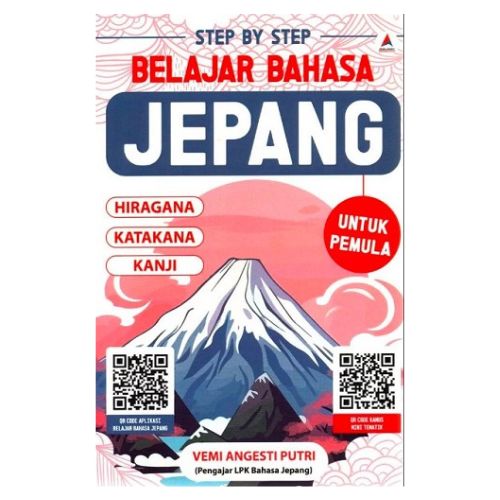 STEP BY STEP
BELAJAR BAHASA
JEPANG
HIRAGANA
KATAKANA
KANJI
UNTUK
PEMULA
QR CODE APLIKASI
BELAJAR BAHASA JEPANG
QR CODE KAMUS
MINI TEMATIK
VEMI ANGESTI PUTRI
(Pengajar LPK Bahasa Jepang)